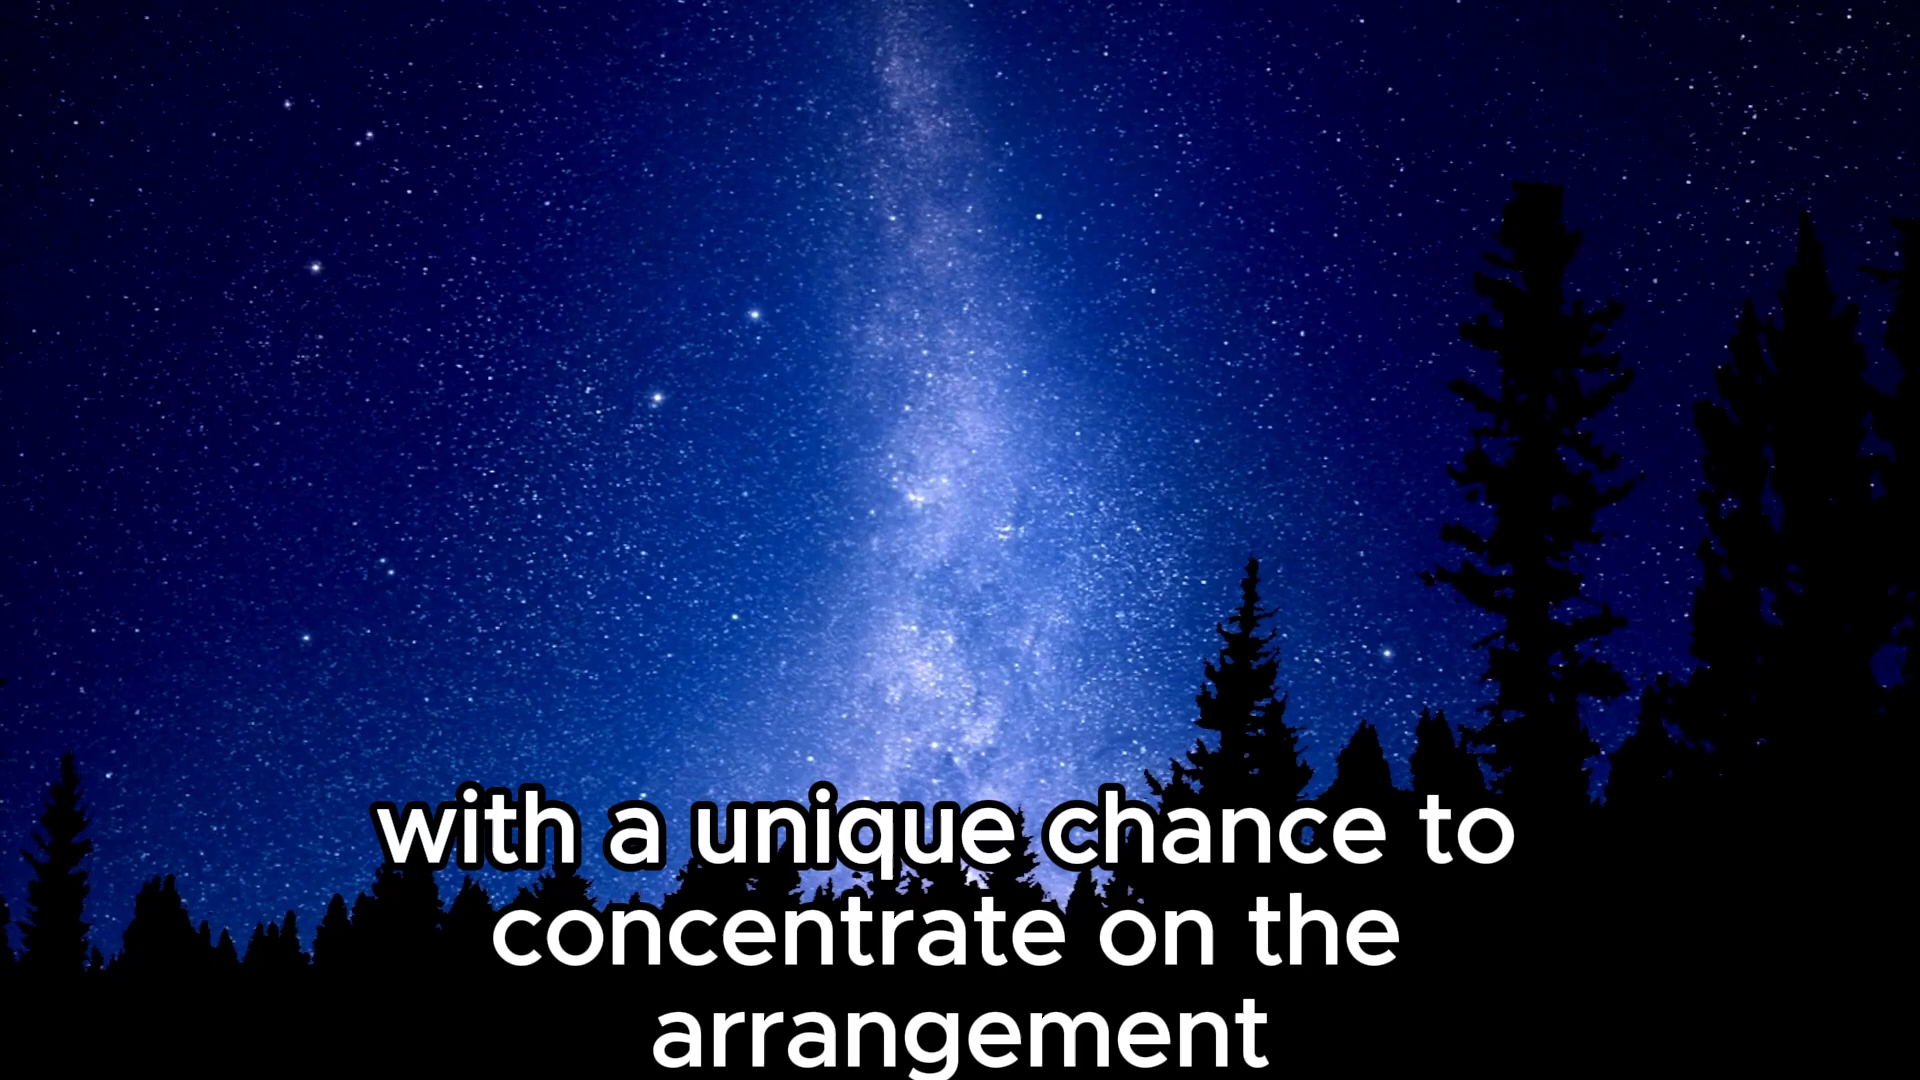 with a unique chance to
concentrate on the
arrangement